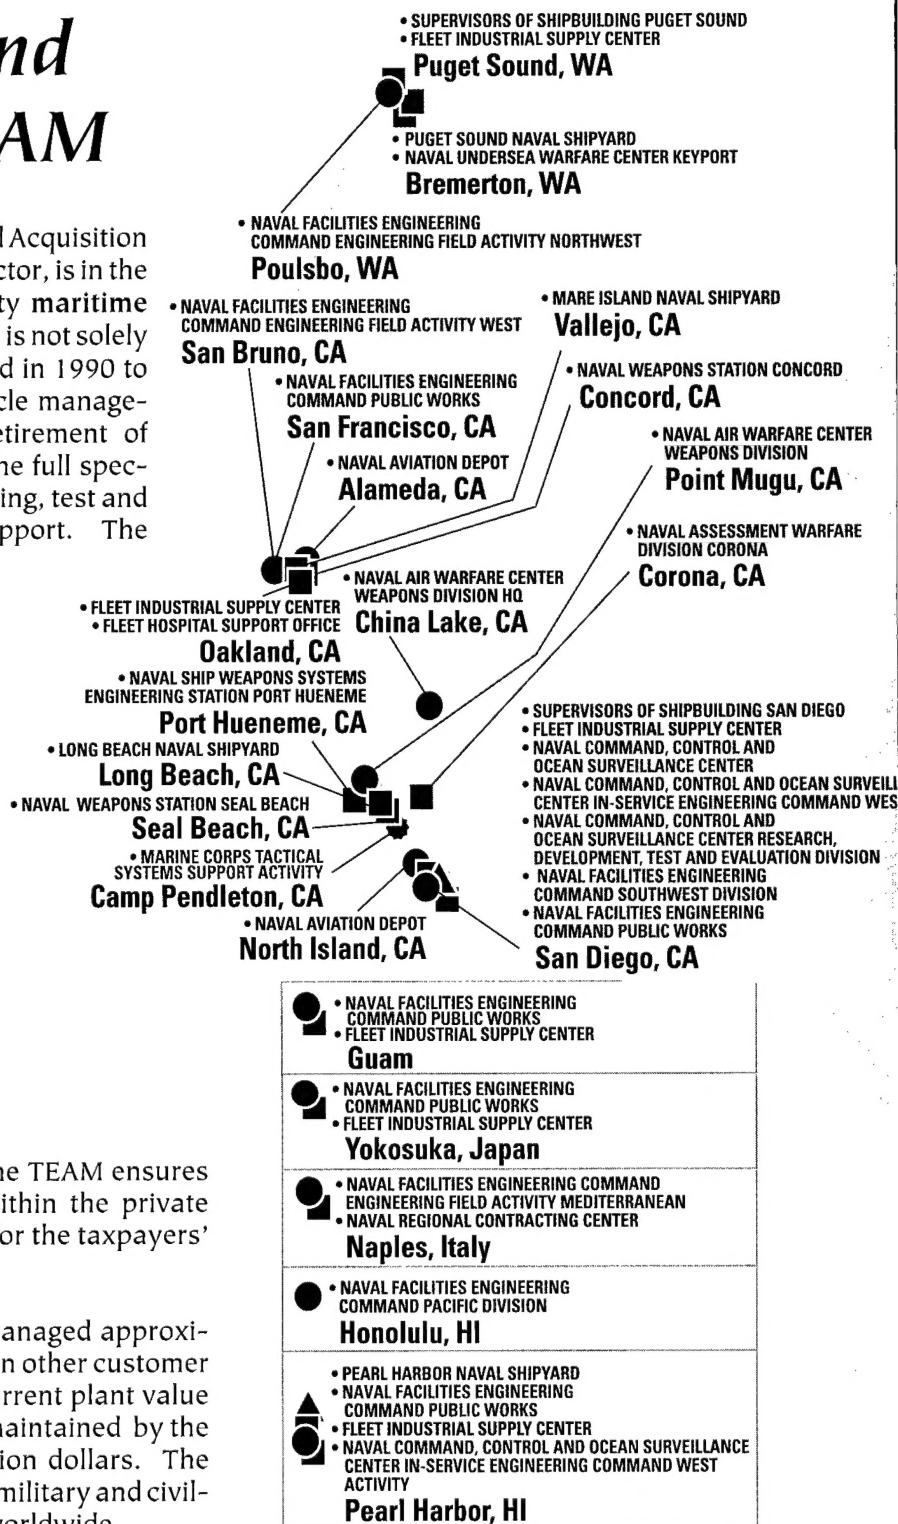 nd
AM
Acquisition
ctor, is in the
ty maritime
is not solely
d in 1990 to
cle manage-
etirement of
ne full spec-
ing, test and
pport. The
• SUPERVISORS OF SHIPBUILDING PUGET SOUND
• FLEET INDUSTRIAL SUPPLY CENTER
Puget Sound, WA
• PUGET SOUND NAVAL SHIPYARD
• NAVAL UNDERSEA WARFARE CENTER KEYPORT
Bremerton, WA
• NAVAL FACILITIES ENGINEERING
COMMAND ENGINEERING FIELD ACTIVITY NORTHWEST
Poulsbo, WA
• NAVAL FACILITIES ENGINEERING
COMMAND ENGINEERING FIELD ACTIVITY WEST
San Bruno, CA
• MARE ISLAND NAVAL SHIPYARD
Vallejo, CA
• NAVAL FACILITIES ENGINEERING
COMMAND PUBLIC WORKS
San Francisco, CA
• NAVAL WEAPONS STATION CONCORD
Concord, CA
• NAVAL AVIATION DEPOT
Alameda, CA
• NAVAL AIR WARFARE CENTER
WEAPONS DIVISION
Point Mugu, CA
• NAVAL ASSESSMENT WARFARE
DIVISION CORONA
Corona, CA
• NAVAL AIR WARFARE CENTER
WEAPONS DIVISION HQ
China Lake, CA
• FLEET INDUSTRIAL SUPPLY CENTER
• FLEET HOSPITAL SUPPORT OFFICE
Oakland, CA
• NAVAL SHIP WEAPONS SYSTEMS
ENGINEERING STATION PORT HUENEME
Port Hueneme, CA
• LONG BEACH NAVAL SHIPYARD
Long Beach, CA
• NAVAL WEAPONS STATION SEAL BEACH
Seal Beach, CA
• MARINE CORPS TACTICAL
SYSTEMS SUPPORT ACTIVITY
Camp Pendleton, CA
• NAVAL AVIATION DEPOT
North Island, CA
• SUPERVISORS OF SHIPBUILDING SAN DIEGO
• FLEET INDUSTRIAL SUPPLY CENTER
• NAVAL COMMAND, CONTROL AND
OCEAN SURVEILLANCE CENTER
• NAVAL COMMAND, CONTROL AND OCEAN SURVEILL
CENTER IN-SERVICE ENGINEERING COMMAND WES
• NAVAL COMMAND, CONTROL AND
OCEAN SURVEILLANCE CENTER RESEARCH,
DEVELOPMENT, TEST AND EVALUATION DIVISION
• NAVAL FACILITIES ENGINEERING
COMMAND SOUTHWEST DIVISION
• NAVAL FACILITIES ENGINEERING
COMMAND PUBLIC WORKS
San Diego, CA
• NAVAL FACILITIES ENGINEERING
COMMAND PUBLIC WORKS
• FLEET INDUSTRIAL SUPPLY CENTER
Guam
• NAVAL FACILITIES ENGINEERING
COMMAND PUBLIC WORKS
• FLEET INDUSTRIAL SUPPLY CENTER
Yokosuka, Japan
• NAVAL FACILITIES ENGINEERING COMMAND
ENGINEERING FIELD ACTIVITY MEDITERRANEAN
• NAVAL REGIONAL CONTRACTING CENTER
Naples, Italy
• NAVAL FACILITIES ENGINEERING
COMMAND PACIFIC DIVISION
Honolulu, HI
• PEARL HARBOR NAVAL SHIPYARD
• NAVAL FACILITIES ENGINEERING
COMMAND PUBLIC WORKS
• FLEET INDUSTRIAL SUPPLY CENTER
• NAVAL COMMAND, CONTROL AND OCEAN SURVEILLANCE
CENTER IN-SERVICE ENGINEERING COMMAND WEST
ACTIVITY
Pearl Harbor, HI
ne TEAM ensures
vithin the private
or the taxpayers'
anaged approxi-
n other customer
rrent plant value
naintained by the
ion dollars. The
military and civil-
worldwide